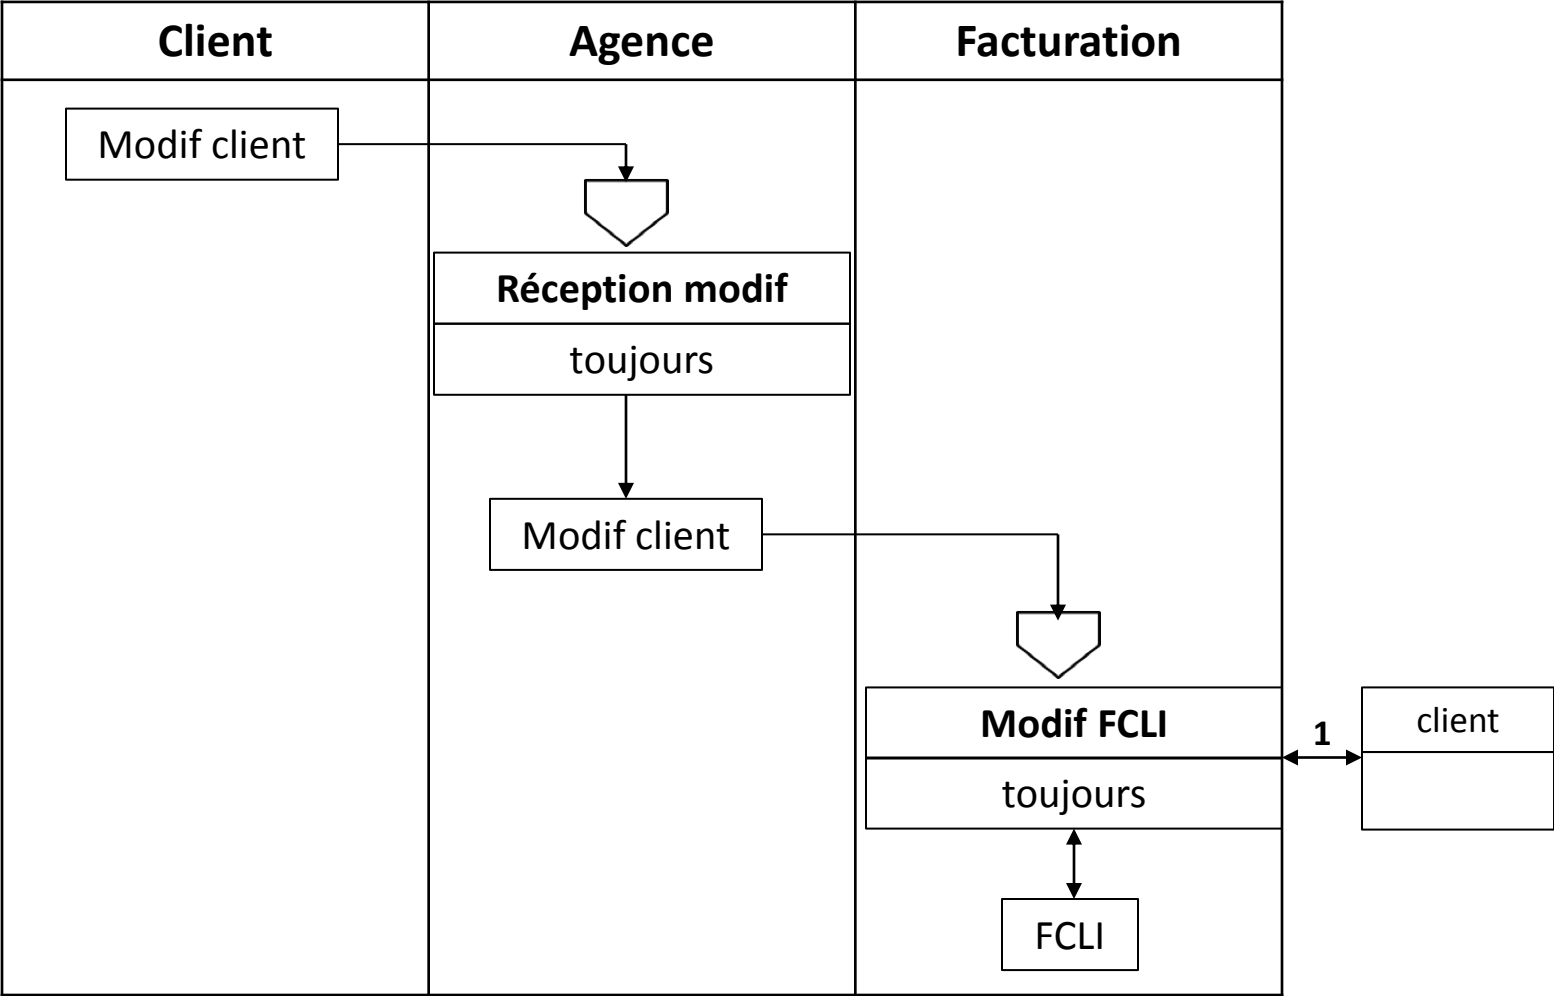 Client
Agence
Facturation
Modif client
Réception modif
toujours
Modif client
Modif FCLI
toujours
1
client
FCLI